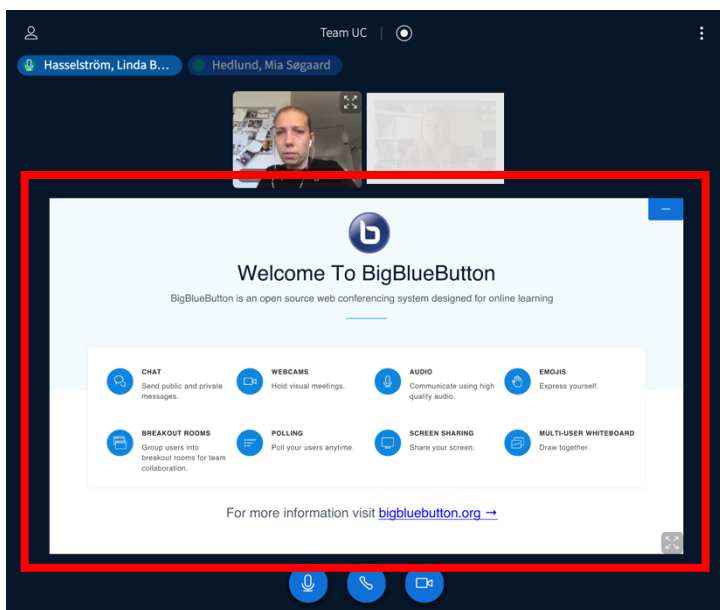 Team UC
Hasselström, Linda B...
Hedlund, Mia Søgaard
Welcome To BigBlueButton
BigBlueButton is an open source web conferencing system designed for online learning
CHAT
Send public and private
messages.
WEBCAMS
Hold visual meetings.
AUDIO
Communicate using high
quality audio.
EMOJIS
Express yourself.
BREAKOUT ROOMS
Group users into
breakout rooms for team
collaboration.
POLLING
Poll your users anytime.
SCREEN SHARING
Share your screen.
MULTI-USER WHITEBOARD
Draw together.
For more information visit bigbluebutton.org →